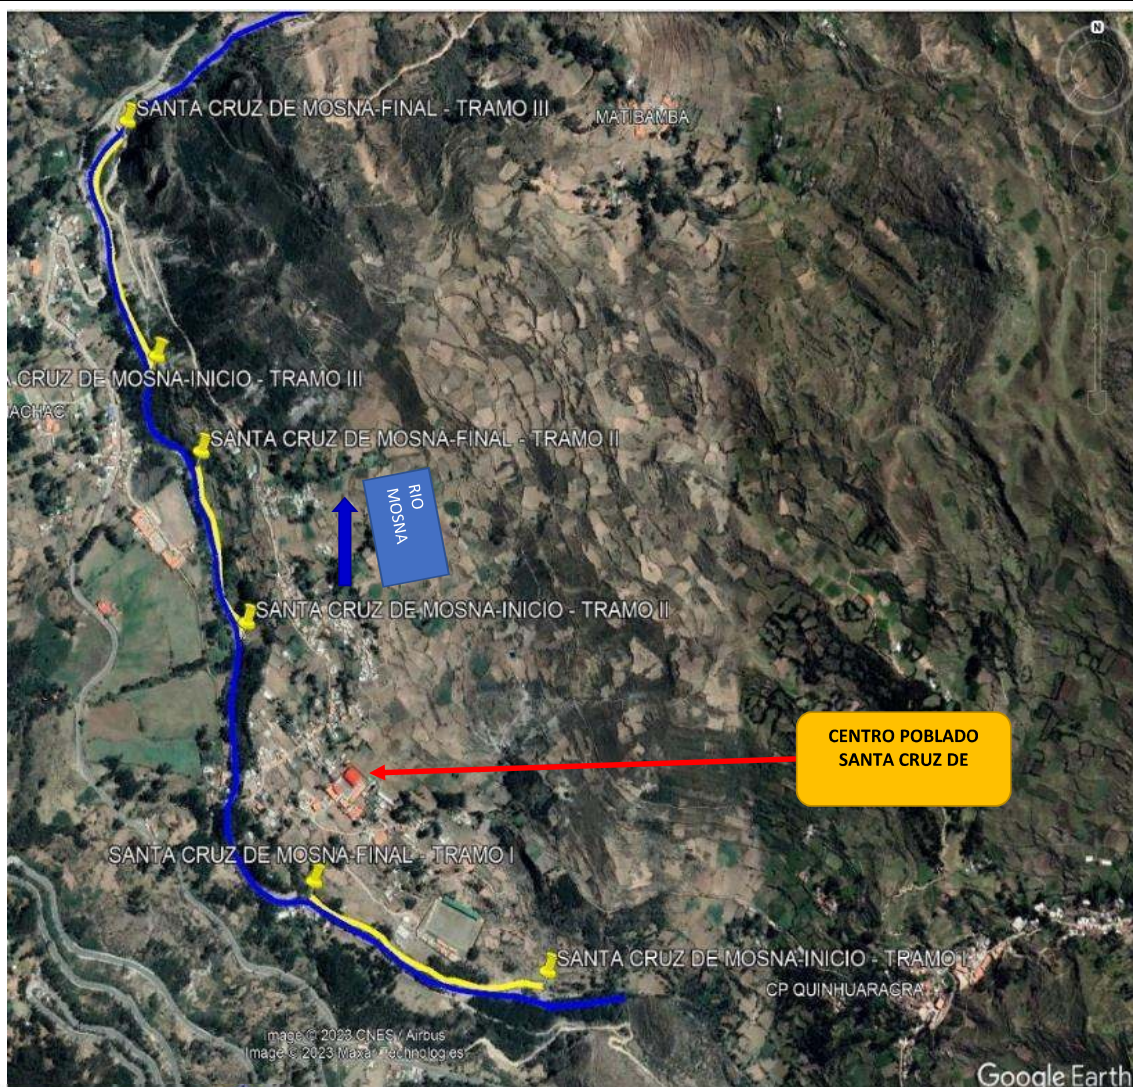 N
SANTA CRUZ DE MOSNA-FINAL - TRAMO III
MATIBAMBA
A CRUZ DE MOSNA-INICIO - TRAMO III
ACHAC
SANTA CRUZ DE MOSNA-FINAL - TRAMO II
RIO
MOSNA
SANTA CRUZ DE MOSNA-INICIO - TRAMO II
CENTRO POBLADO
SANTA CRUZ DE
SANTA CRUZ DE MOSNA-FINAL - TRAMO I
SANTA CRUZ DE MOSNA-INICIO - TRAMO I
CP QUINHUARAGRA
Image © 2023 CNES / Airbus
Image © 2023 Maxar Technologies
Google Earth